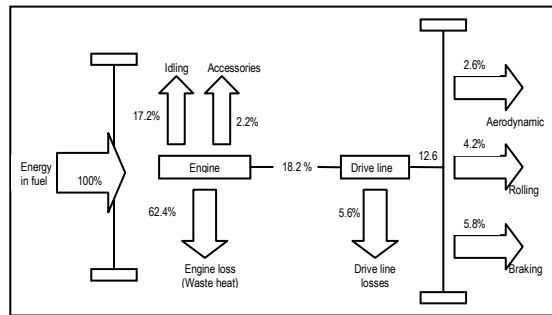 Idling Accessories
17.2% 2.2%
2.6%
Aerodynamic
Energy
in fuel
100%
Engine
18.2 %
Drive line
12.6
4.2%
Rolling
62.4%
Engine loss
(Waste heat)
5.6%
Drive line
losses
5.8%
Braking